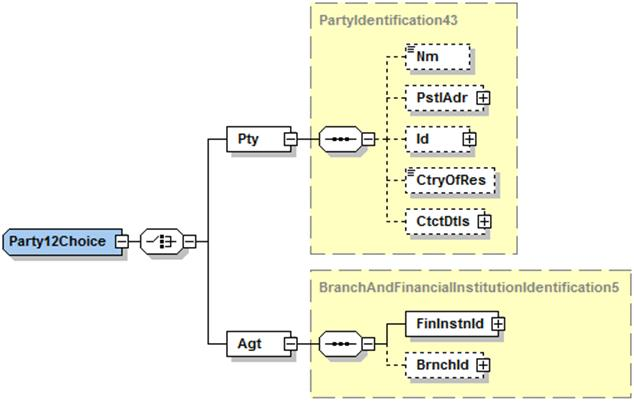 PartyIdentification43
Nm
PstlAdr
Pty
Id
CtryOfRes
CtctDtls
Party12Choice
BranchAndFinancialInstitutionIdentification5
FinInstnId
Agt
BrnchId